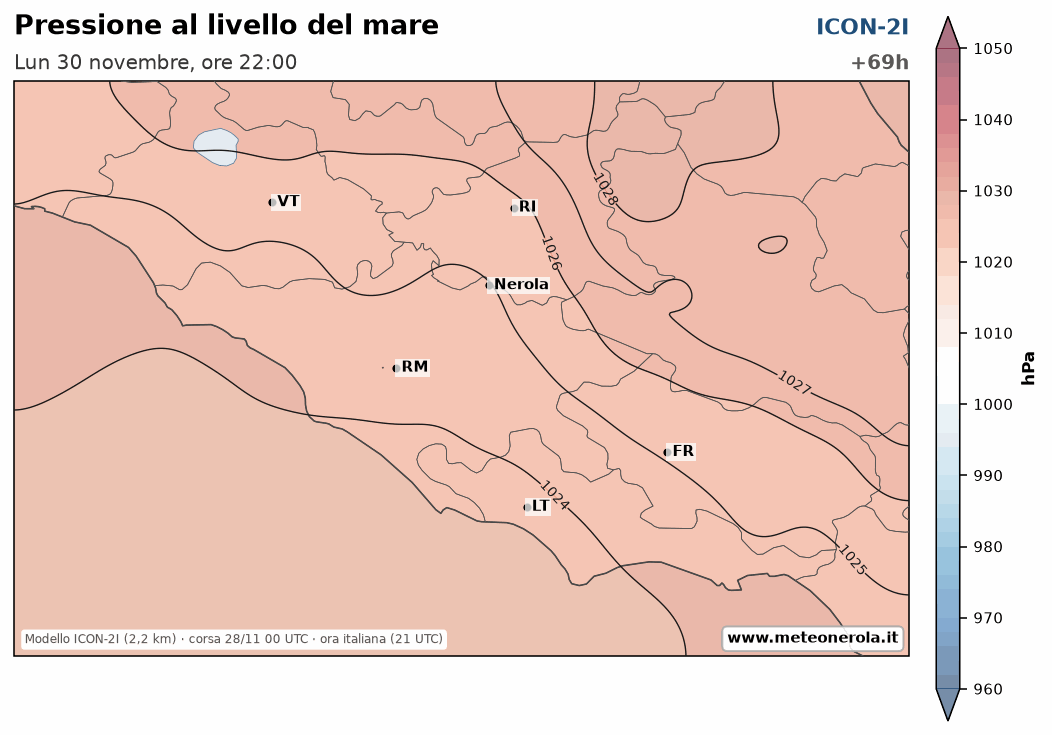 Pressione al livello del mare
ICON-2I
Lun 30 novembre, ore 22:00
+69h
1050
1040
1030
1020
1010
1000
990
980
970
960
hPa
VT
RI
1028
1026
Nerola
RM
1027
FR
1024
LT
1025
Modello ICON-2I (2,2 km) · corsa 28/11 00 UTC · ora italiana (21 UTC)
www.meteonerola.it